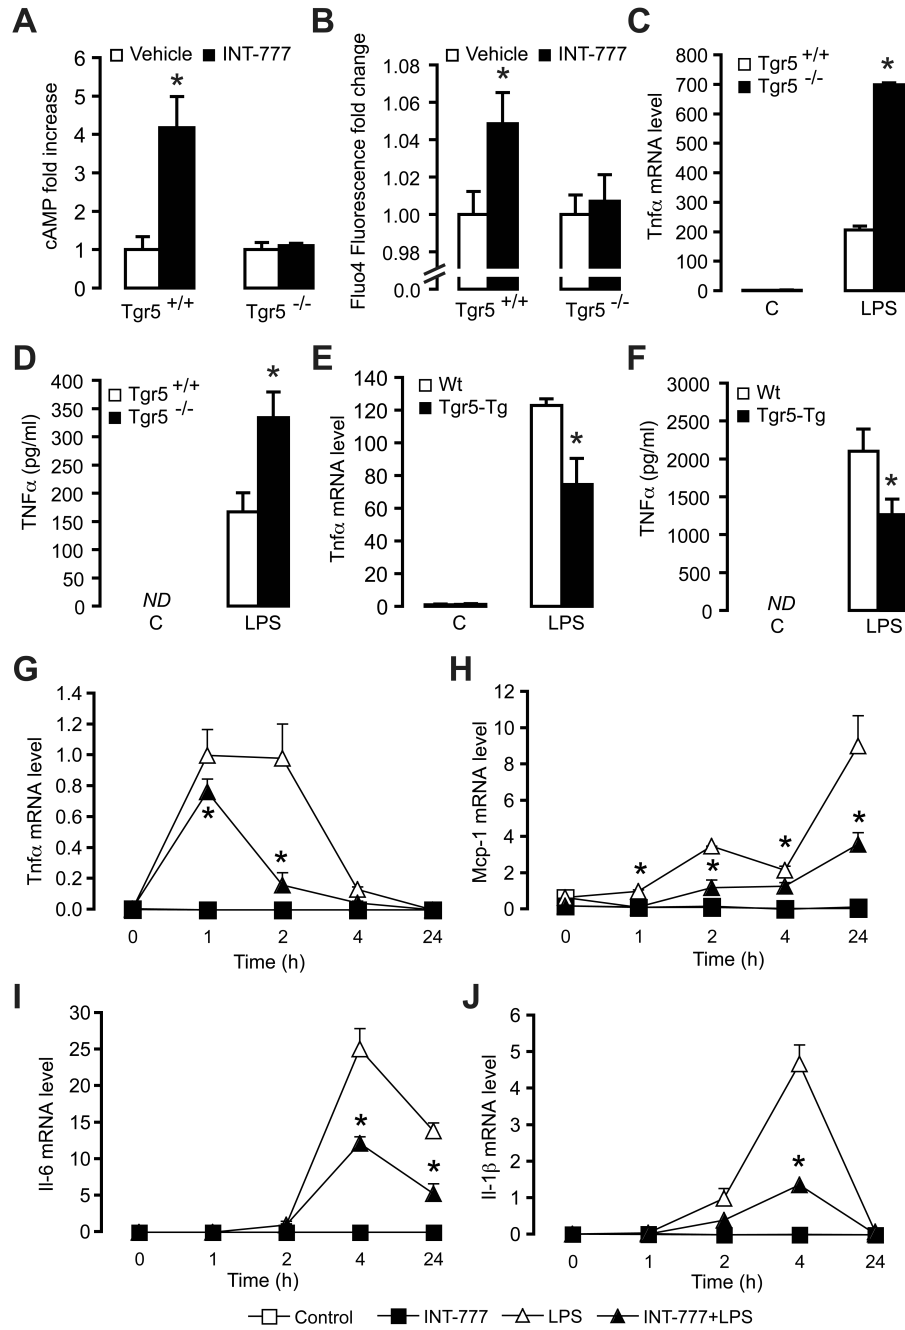 A
Vehicle INT-777
cAMP fold increase
6
5
4
3
2
1
0
*
Tgr5 +/+ Tgr5 -/-
B
Vehicle INT-777
Fluo4 Fluorescence fold change
1.08
1.06
1.04
1.02
1.00
0.98
0.0
*
Tgr5 +/+ Tgr5 -/-
C
Tgr5 +/+
Tgr5 -/-
Tnfα mRNA level
800
700
600
500
400
300
200
100
0
*
C LPS
D
Tgr5 +/+
Tgr5 -/-
TNFα (pg/ml)
400
350
300
250
200
150
100
50
0
*
ND
C LPS
E
Wt
Tgr5-Tg
Tnfα mRNA level
140
120
100
80
60
40
20
0
*
C LPS
F
Wt
Tgr5-Tg
TNFα (pg/ml)
3000
2500
2000
1500
1000
500
0
*
ND
C LPS
G
Tnfα mRNA level
1.4
1.2
1.0
0.8
0.6
0.4
0.2
0.0
* *
0 1 2 4 24
Time (h)
H
Mcp-1 mRNA level
12
10
8
6
4
2
0
* * * *
0 1 2 4 24
Time (h)
I
Il-6 mRNA level
30
25
20
15
10
5
0
* *
0 1 2 4 24
Time (h)
J
Il-1β mRNA level
6
5
4
3
2
1
0
*
0 1 2 4 24
Time (h)
Control INT-777 LPS INT-777+LPS